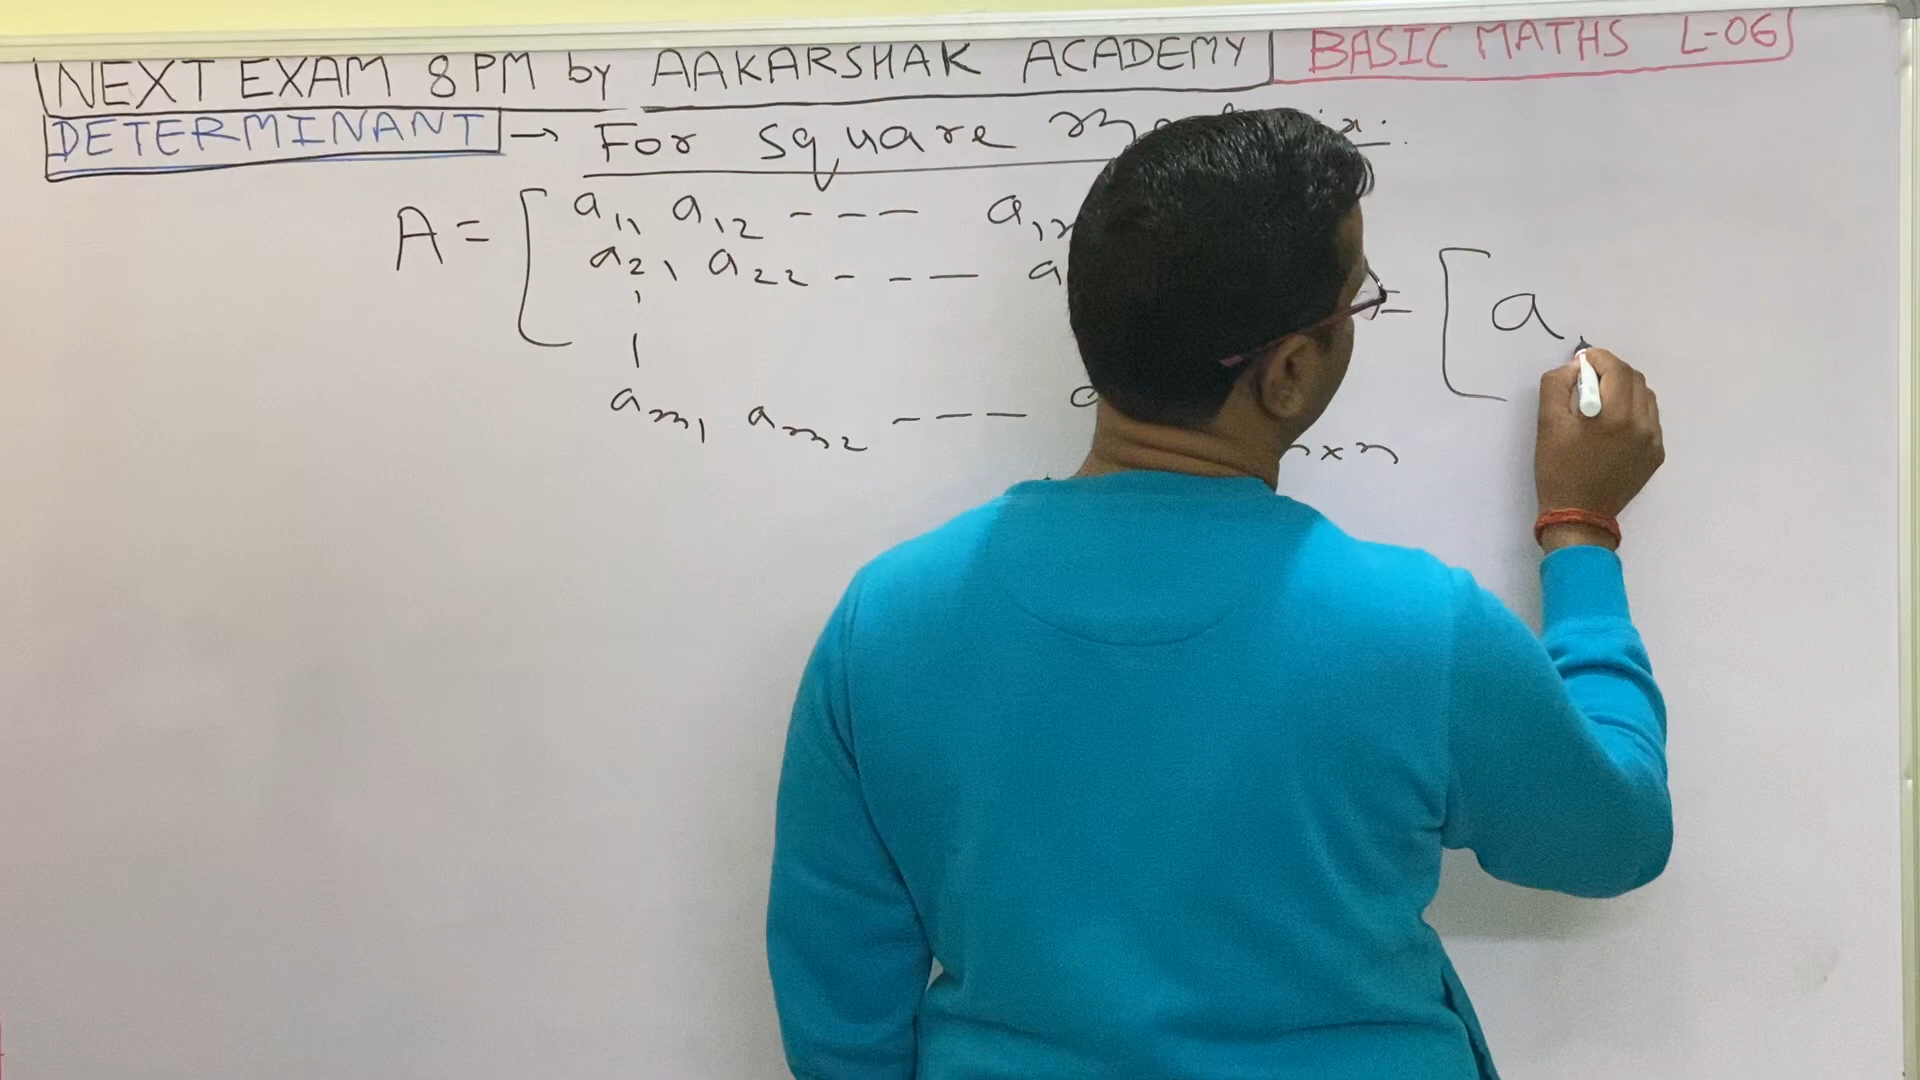 NEXT EXAM 8 PM by AAKARSHAK ACADEMY BASIC MATHS L-06
DETERMINANT → For square
A = [ a11 a12 - - - a1n
a21 a22 - - - a
am1 am2 - - -
n×n
= [ a